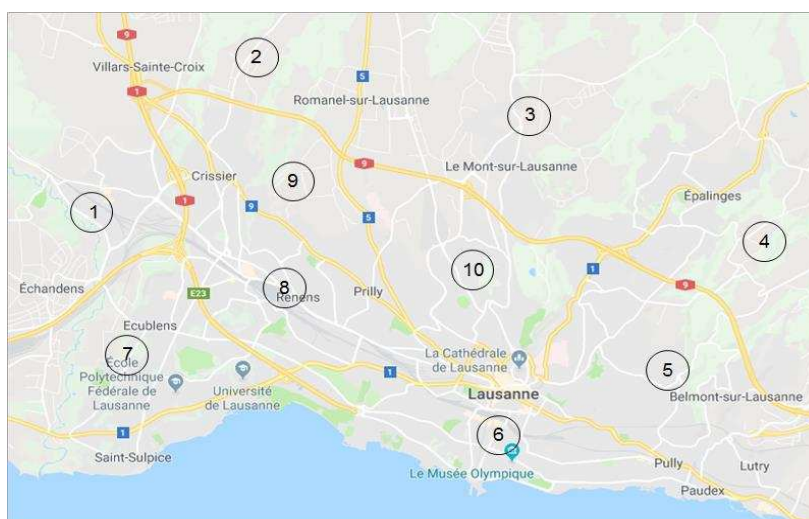 9
2
Villars-Sainte-Croix
5
1
Romanel-sur-Lausanne
3
9
Le Mont-sur-Lausanne
Crissier
9
1
Épalinges
1
9
5
4
10
1
8
9
Échandens
E23
Renens
Prilly
Ecublens
7
La Cathédrale
de Lausanne
École
Polytechnique
Fédérale de
Lausanne
Université
de Lausanne
1
5
Lausanne
Belmont-sur-Lausanne
1
6
Saint-Sulpice
Le Musée Olympique
Pully
Lutry
Paudex